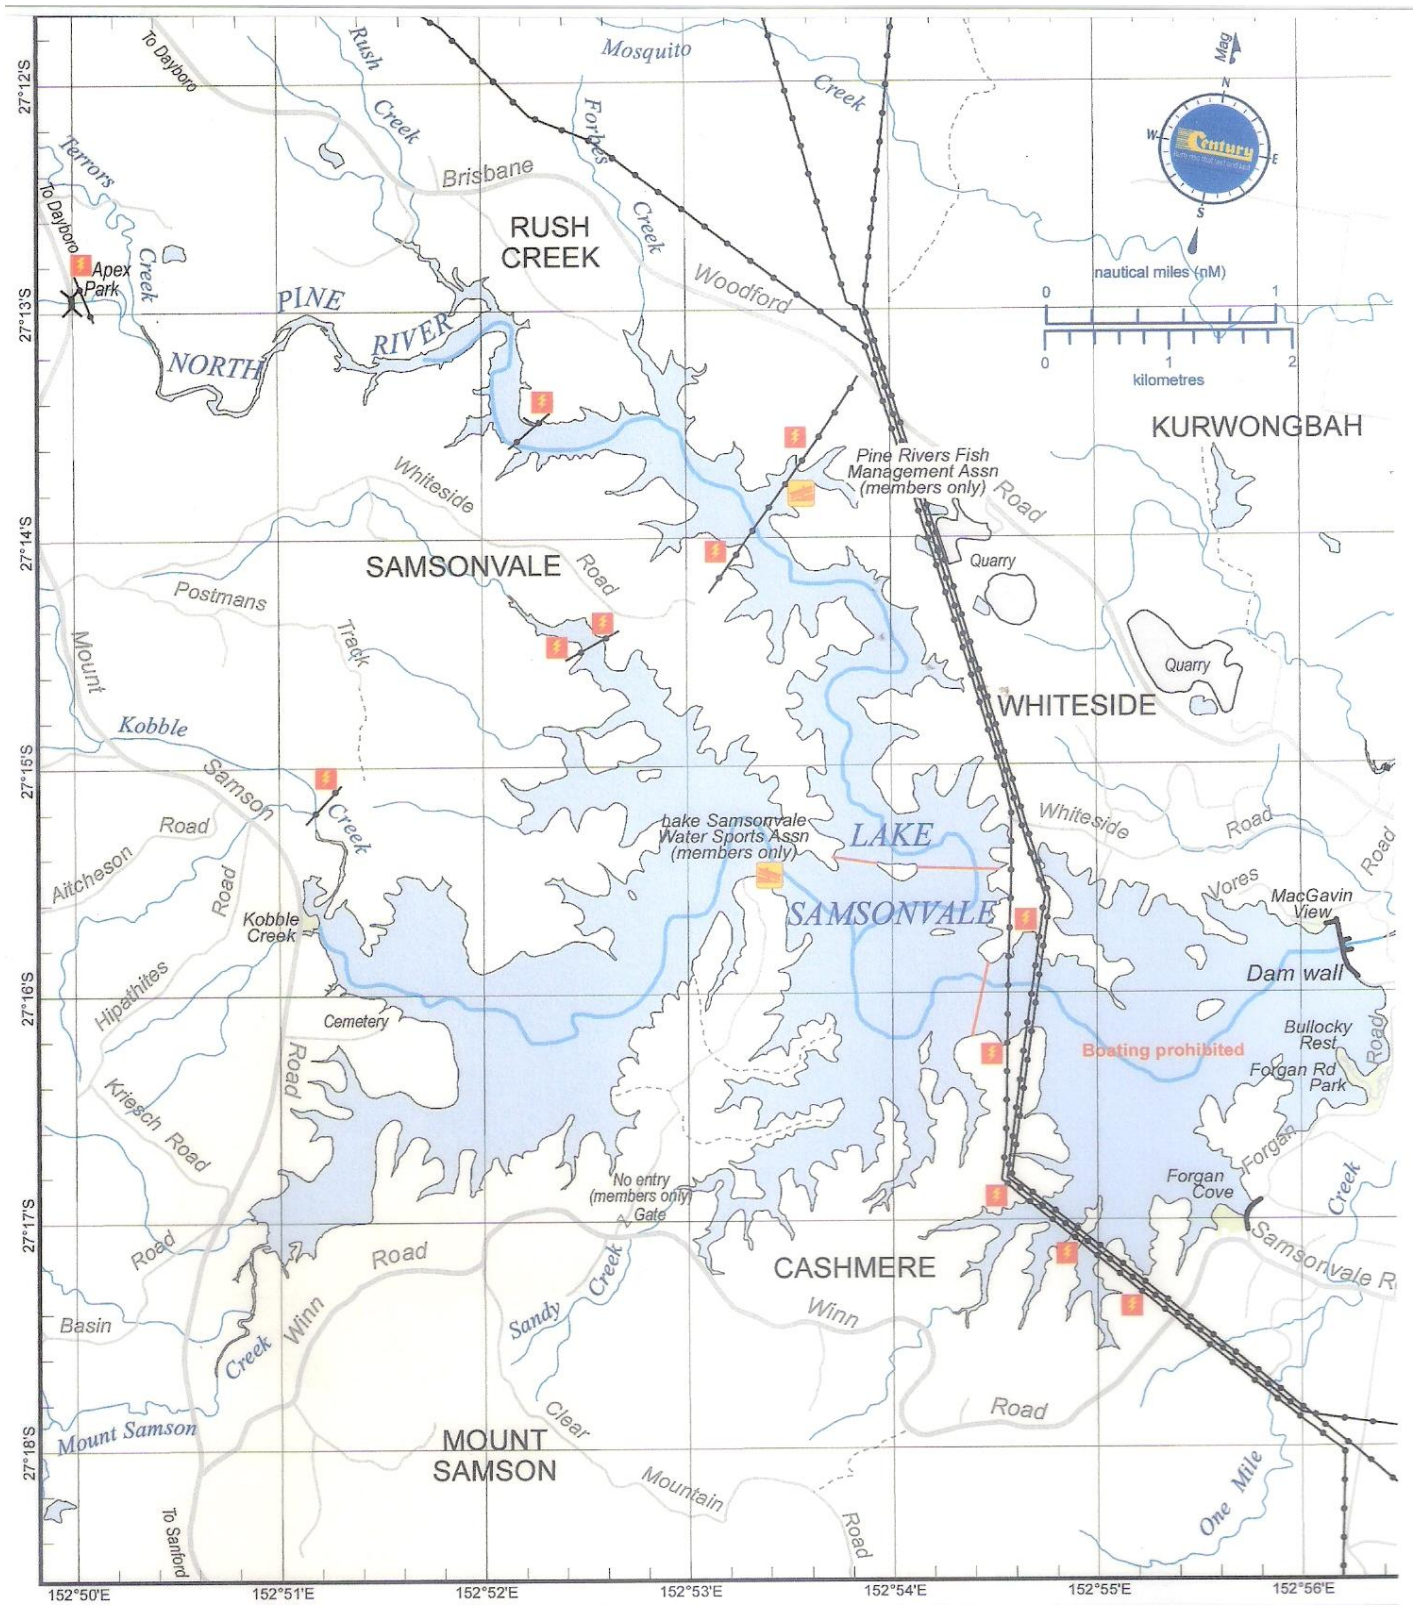 To Dayboro
Rush
Creek
Mosquito
Creek
Forbes
Creek
Mag
N
W
E
S
Century
27°12'S
Terrors
Creek
To Dayboro
Brisbane
RUSH
CREEK
Apex
Park
Woodford
Road
nautical miles (nM)
0
1
0
1
2
kilometres
27°13'S
NORTH
PINE
RIVER
KURWONGBAH
Pine Rivers Fish
Management Assn
(members only)
Whiteside
Road
27°14'S
SAMSONVALE
Quarry
Postmans
Track
Mount
Quarry
WHITESIDE
Kobble
Creek
27°15'S
Samson
Road
Lake Samsonvale
Water Sports Assn
(members only)
LAKE
SAMSONVALE
Whiteside
Road
Road
Aitcheson
Road
Road
Vores
MacGavin
View
Kobble
Creek
Dam wall
27°16'S
Hipathites
Cemetery
Boating prohibited
Bullocky
Rest
Road
Forgan Rd
Park
Kriesch Road
Forgan
No entry
(members only)
Gate
Forgan
Cove
Creek
27°17'S
Road
Road
Samsonvale R
CASHMERE
Sandy
Creek
Winn
Winn
Basin
Creek
Road
Mount Samson
Clear
Mountain
Road
MOUNT
SAMSON
27°18'S
One Mile
To Sanford
152°50'E
152°51'E
152°52'E
152°53'E
152°54'E
152°55'E
152°56'E